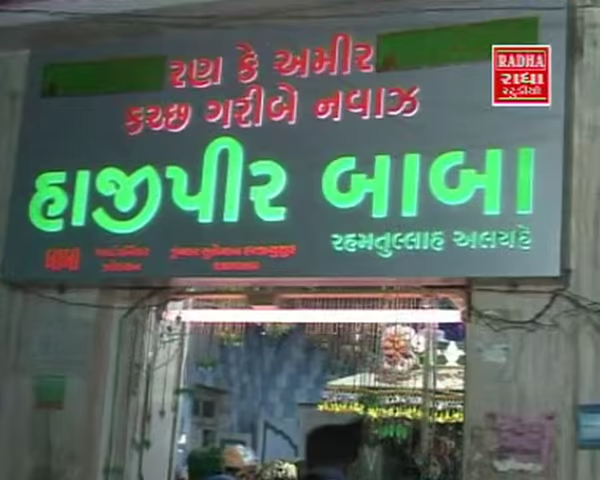 રણ કે અમીર
કચ્છ ગરીબે નવાઝ
હાજીપીર બાબા
રહમતુલ્લાહ અલયહે
બાબા
RADHA
રાધા
સ્ટુડીયો